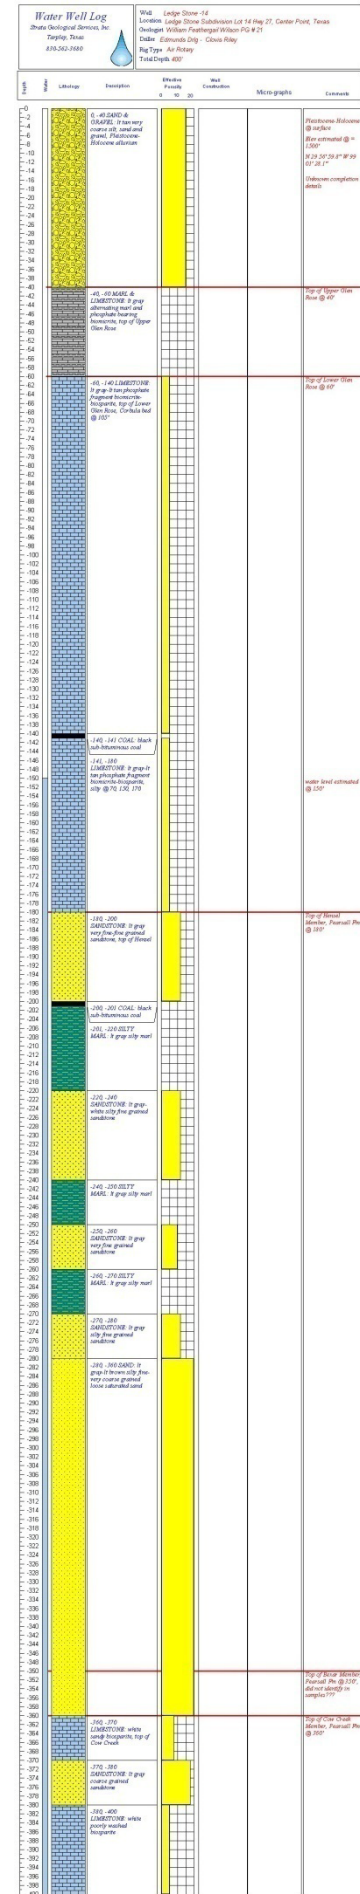 Water Well Log
Strata Geological Services, Inc.
Tarpley, Texas
830-562-3680
Well Ledge Stone -14
Location Ledge Stone Subdivision Lot 14 Hwy 27, Center Point, Texas
Geologist William Feathergail Wilson PG # 21
Driller Edmunds Drlg - Clovis Riley
Rig Type Air Rotary
Total Depth 400'
Depth
Water
Lithology
Description
Effective
Porosity
0 10 20
Well
Construction
Micro-graphs
0, -40 SAND &
GRAVEL: lt tan very
coarse silt, sand and
gravel, Pleistocene-
Holocene alluvium
Pleistocene-Holocene
@ surface
Elev estimated @ =
1500'
Unknown completion
details
-40, -60 MARL &
LIMESTONE: lt gray
alternating marl and
phosphate bearing
biomicrite, top of Upper
Glen Rose
Top of Upper Glen
Rose @ 40'
-60, -140 LIMESTONE:
lt gray-lt tan phosphate
fragment biomicrite-
biosparite, top of Lower
Glen Rose, Corbula bed
@ 105'
Top of Lower Glen
Rose @ 60'
-140, -141 COAL: black
sub-bituminous coal
-141, -180
LIMESTONE: lt gray-lt
tan phosphate fragment
biomicrite-biosparite,
silty @ 70, 150, 170
water level estimated
@ 150'
-180, -200
SANDSTONE: lt gray
very fine-fine grained
sandstone, top of Hensel
Top of Hensel
Member, Pearsall Fm
@ 180'
-200, -201 COAL: black
sub-bituminous coal
-201, -220 SILTY
MARL: lt gray silty marl
-220, -240
SANDSTONE: lt gray-
white silty fine grained
sandstone
-240, -250 SILTY
MARL: lt gray silty marl
-250, -260
SANDSTONE: lt gray
very fine grained
sandstone
-260, -270 SILTY
MARL: lt gray silty marl
-270, -280
SANDSTONE: lt gray
silty fine grained
sandstone
-280, -360 SAND: lt
gray-lt brown silty fine-
very coarse grained
loose saturated sand
Top of Bexar Member,
Pearsall Fm @ 350',
did not identify in
samples???
-360, -370
LIMESTONE: white
sandy biosparite, top of
Cow Creek
Top of Cow Creek
Member, Pearsall Fm
@ 360'
-370, -380
SANDSTONE: lt gray
coarse grained
sandstone
-380, -400
LIMESTONE: white
poorly washed
biosparite